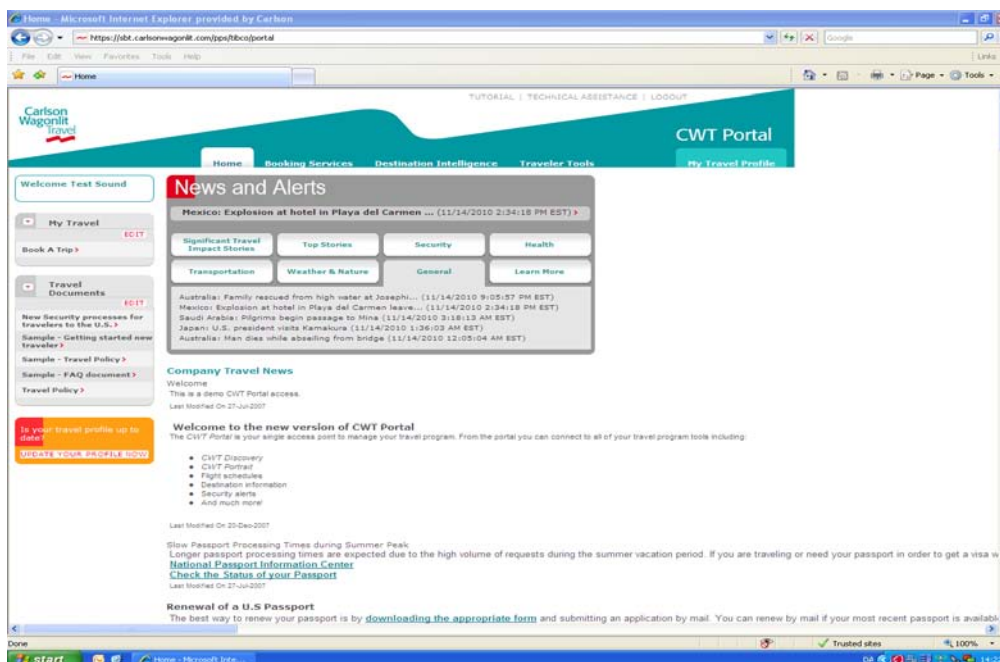 Home - Microsoft Internet Explorer provided by Carlson
https://sbt.carlsonwagonlit.com/pps/tibco/portal
Google
File Edit View Favorites Tools Help
Links
Home
Page Tools
TUTORIAL | TECHNICAL ASSISTANCE | LOGOUT
Carlson
Wagonlit
Travel
CWT Portal
Home Booking Services Destination Intelligence Traveler Tools My Travel Profile
Welcome Test Sound
My Travel
EDIT
Book A Trip
Travel
Documents
EDIT
New Security processes for
travelers to the U.S.
Sample - Getting started new
traveler
Sample - Travel Policy
Sample - FAQ document
Travel Policy
Is your travel profile up to
date?
UPDATE YOUR PROFILE NOW
News and Alerts
Mexico: Explosion at hotel in Playa del Carmen ... (11/14/2010 2:34:18 PM EST)
Significant Travel
Impact Stories
Top Stories Security Health
Transportation Weather & Nature General Learn More
Australia: Family rescued from high water at Josephi... (11/14/2010 9:05:57 PM EST)
Mexico: Explosion at hotel in Playa del Carmen leave... (11/14/2010 2:34:18 PM EST)
Saudi Arabia: Pilgrims begin passage to Mina (11/14/2010 3:18:13 AM EST)
Japan: U.S. president visits Kamakura (11/14/2010 1:36:03 AM EST)
Australia: Man dies while abseiling from bridge (11/14/2010 12:05:04 AM EST)
Company Travel News
Welcome
This is a demo CWT Portal access.
Last Modified On 27-Jul-2007
Welcome to the new version of CWT Portal
The CWT Portal is your single access point to manage your travel program. From the portal you can connect to all of your travel program tools including:
CWT Discovery
CWT Portrait
Flight schedules
Destination information
Security alerts
And much more!
Last Modified On 20-Dec-2007
Slow Passport Processing Times during Summer Peak
Longer passport processing times are expected due to the high volume of requests during the summer vacation period. If you are traveling or need your passport in order to get a visa w
National Passport Information Center
Check the Status of your Passport
Last Modified On 27-Jul-2007
Renewal of a U.S Passport
The best way to renew your passport is by downloading the appropriate form and submitting an application by mail. You can renew by mail if your most recent passport is availabl
Done
Trusted sites
100%
start
Home - Microsoft Inte...
DA